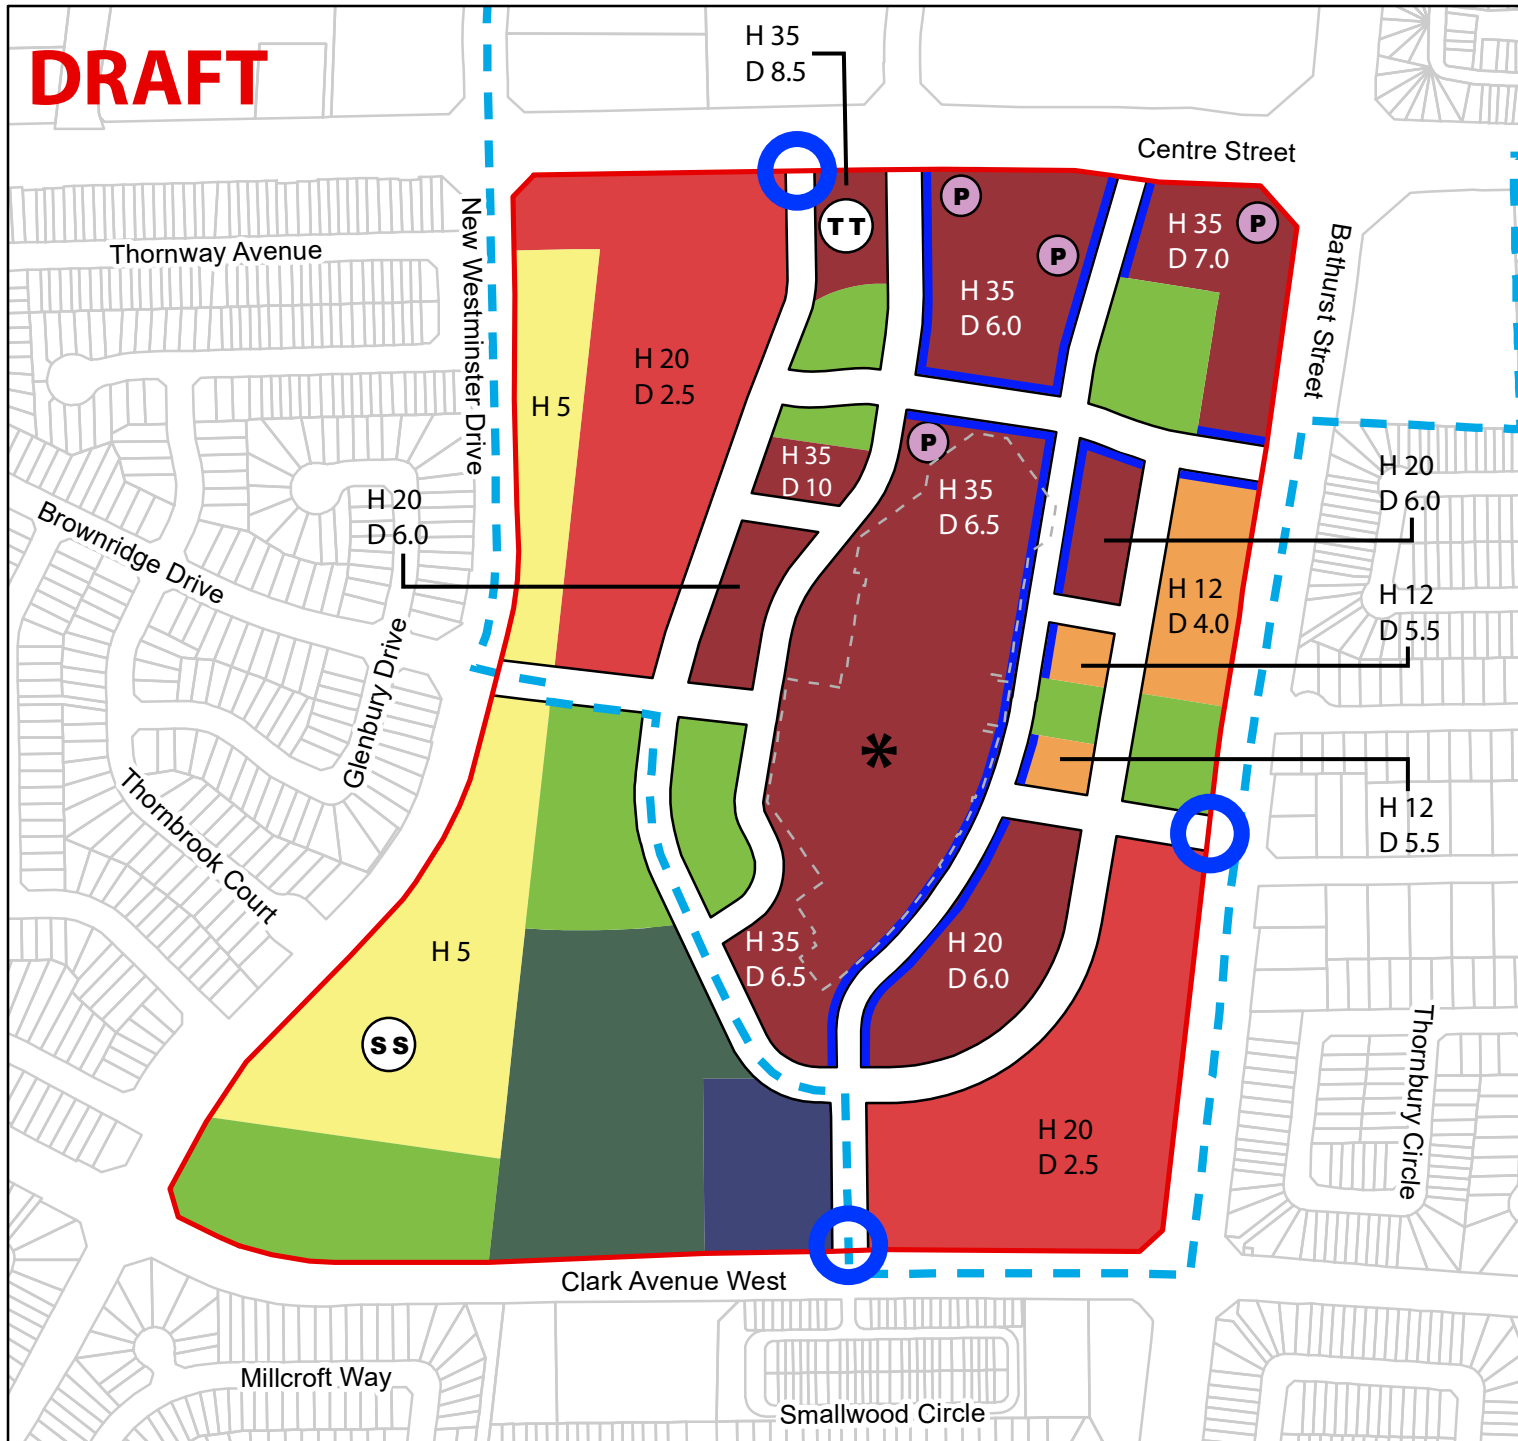 DRAFT
H 35
D 8.5
Centre Street
Thornway Avenue
New Westminster Drive
Bathurst Street
TT
P
P
P
H 35
D 7.0
H 35
D 6.0
H 20
D 2.5
H 5
P
H 35
D 10
H 35
D 6.5
H 20
D 6.0
H 20
D 6.0
Brownridge Drive
H 12
D 4.0
H 12
D 5.5
Glenbury Drive
*
Thornbrook Court
H 12
D 5.5
H 5
H 35
D 6.5
H 20
D 6.0
SS
Thornbury Circle
H 20
D 2.5
Clark Avenue West
Millcroft Way
Smallwood Circle